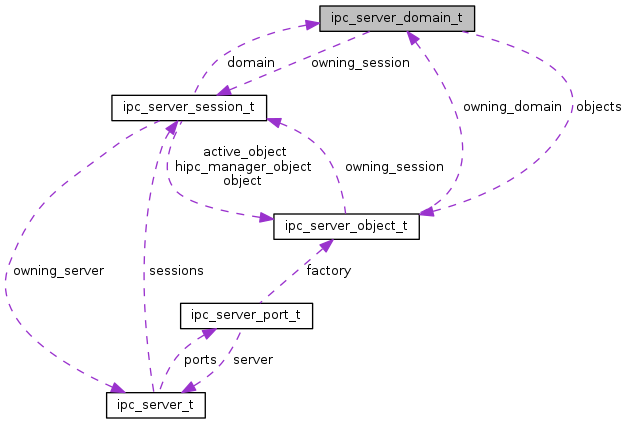 ipc_server_domain_t
domain
owning_session
ipc_server_session_t
owning_domain
objects
active_object
hipc_manager_object
object
owning_session
ipc_server_object_t
owning_server
sessions
factory
ipc_server_port_t
ports
server
ipc_server_t